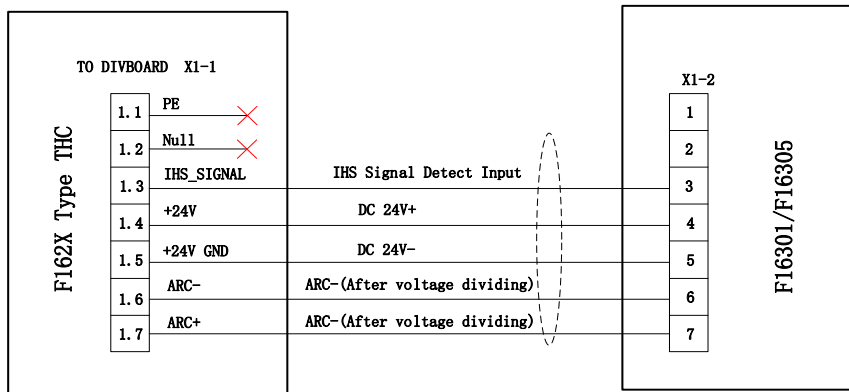 TO DIVBOARD X1-1
F162X Type THC
1.1 PE
1.2 Null
1.3 IHS_SIGNAL IHS Signal Detect Input
1.4 +24V DC 24V+
1.5 +24V GND DC 24V-
1.6 ARC- ARC-(After voltage dividing)
1.7 ARC+ ARC-(After voltage dividing)
X1-2
1
2
3
4
5
6
7
F16301/F16305